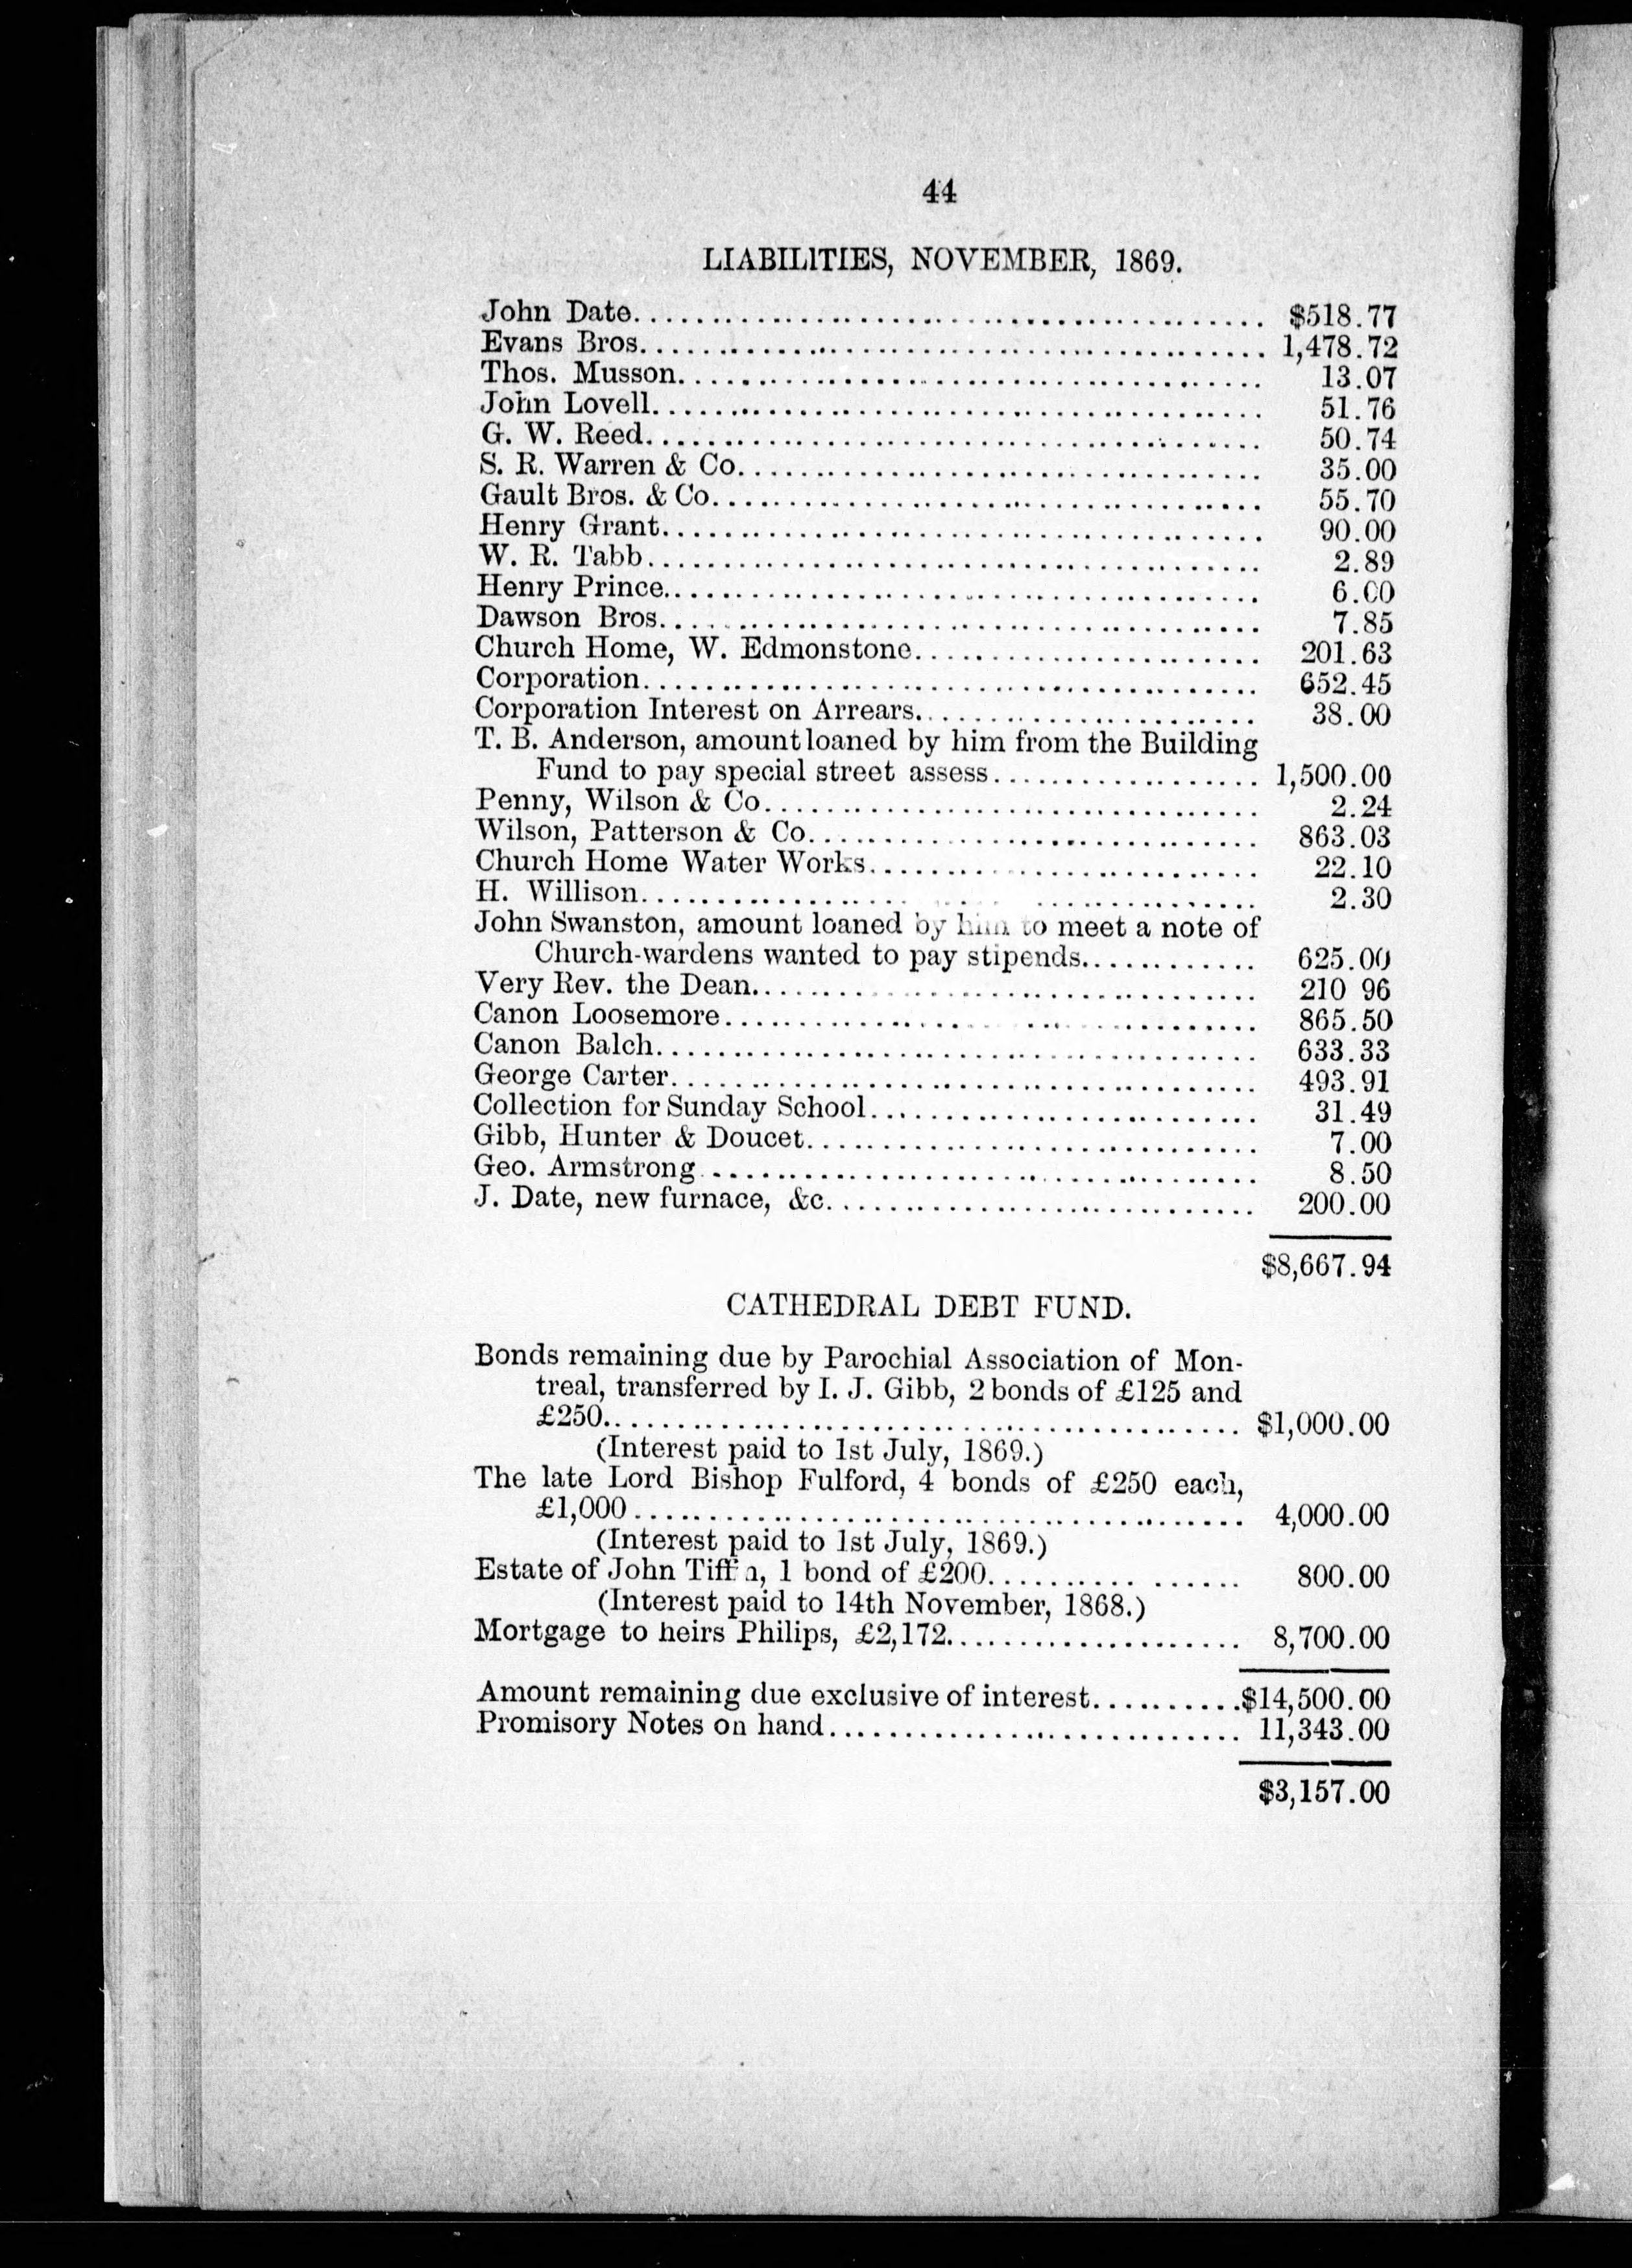 44
LIABILITIES, NOVEMBER, 1869.
John Date........ $518.77
Evans Bros........ 1,478.72
Thos. Musson........ 13.07
John Lovell........ 51.76
G. W. Reed........ 50.74
S. R. Warren & Co........ 35.00
Gault Bros. & Co........ 55.70
Henry Grant........ 90.00
W. R. Tabb........ 2.89
Henry Prince........ 6.00
Dawson Bros........ 7.85
Church Home, W. Edmonstone........ 201.63
Corporation........ 652.45
Corporation Interest on Arrears........ 38.00
T. B. Anderson, amount loaned by him from the Building
Fund to pay special street assess........ 1,500.00
Penny, Wilson & Co........ 2.24
Wilson, Patterson & Co........ 863.03
Church Home Water Works........ 22.10
H. Willison........ 2.30
John Swanston, amount loaned by him to meet a note of
Church-wardens wanted to pay stipends........ 625.00
Very Rev. the Dean........ 210 96
Canon Loosemore........ 865.50
Canon Balch........ 633.33
George Carter........ 493.91
Collection for Sunday School........ 31.49
Gibb, Hunter & Doucet........ 7.00
Geo. Armstrong........ 8.50
J. Date, new furnace, &c........ 200.00
$8,667.94
CATHEDRAL DEBT FUND.
Bonds remaining due by Parochial Association of Mon-
treal, transferred by I. J. Gibb, 2 bonds of £125 and
£250........ $1,000.00
(Interest paid to 1st July, 1869.)
The late Lord Bishop Fulford, 4 bonds of £250 each,
£1,000........ 4,000.00
(Interest paid to 1st July, 1869.)
Estate of John Tiffin, 1 bond of £200........ 800.00
(Interest paid to 14th November, 1868.)
Mortgage to heirs Philips, £2,172........ 8,700.00
Amount remaining due exclusive of interest........ $14,500.00
Promisory Notes on hand........ 11,343.00
$3,157.00